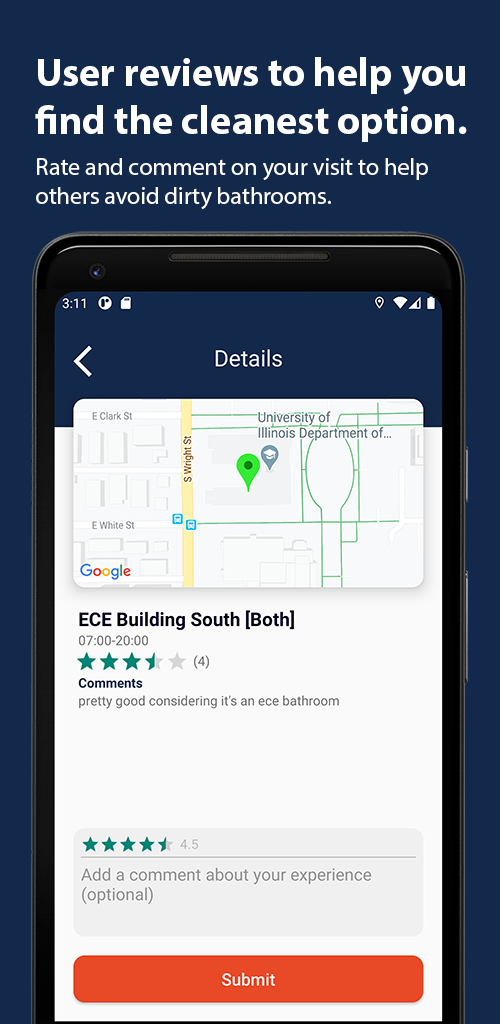 User reviews to help you
find the cleanest option.
Rate and comment on your visit to help
others avoid dirty bathrooms.
3:11
Details
E Clark St
University of
Illinois Department of...
S Wright St
E White St
Google
ECE Building South [Both]
07:00-20:00
(4)
Comments
pretty good considering it's an ece bathroom
4.5
Add a comment about your experience
(optional)
Submit